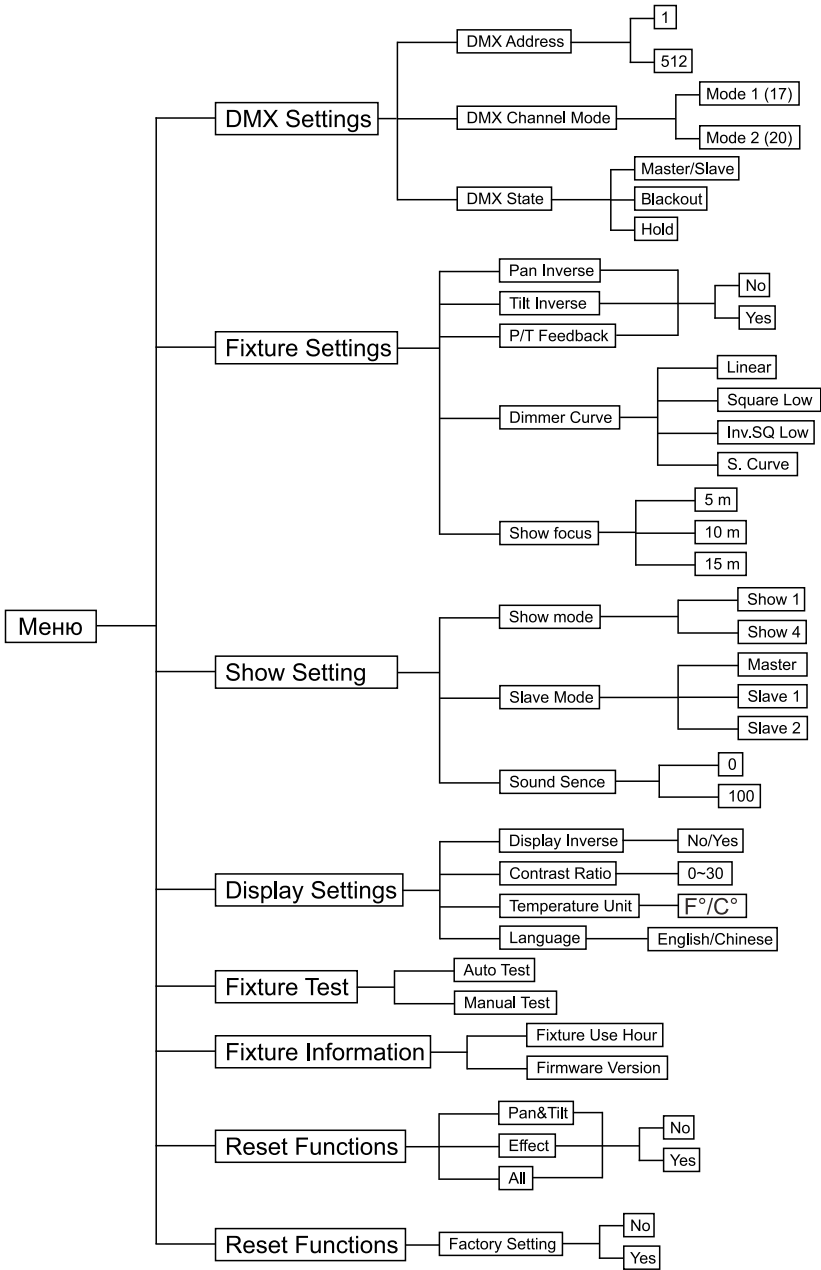 Меню
DMX Settings
DMX Address
1
512
DMX Channel Mode
Mode 1 (17)
Mode 2 (20)
DMX State
Master/Slave
Blackout
Hold
Fixture Settings
Pan Inverse
Tilt Inverse
P/T Feedback
No
Yes
Dimmer Curve
Linear
Square Low
Inv.SQ Low
S. Curve
Show focus
5 m
10 m
15 m
Show Setting
Show mode
Show 1
Show 4
Slave Mode
Master
Slave 1
Slave 2
Sound Sence
0
100
Display Settings
Display Inverse
No/Yes
Contrast Ratio
0~30
Temperature Unit
F°/C°
Language
English/Chinese
Fixture Test
Auto Test
Manual Test
Fixture Information
Fixture Use Hour
Firmware Version
Reset Functions
Pan&Tilt
Effect
All
No
Yes
Reset Functions
Factory Setting
No
Yes